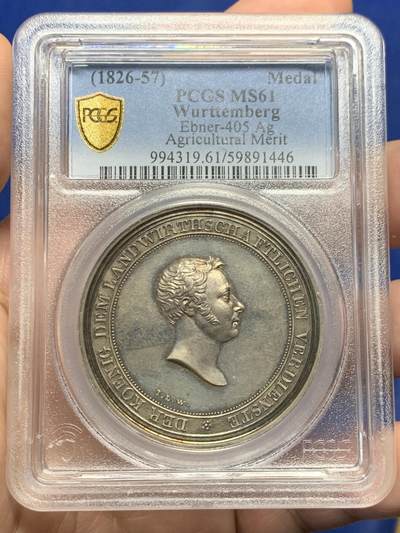 (1826-57) Medal
PCGS MS61
Wurttemberg
Ebner-405 Ag
Agricultural Merit
994319.61/59891446
PCGS
DER KOENIG DEM LANDWIRTHSCHAFTLICHEN VERDIENSTE